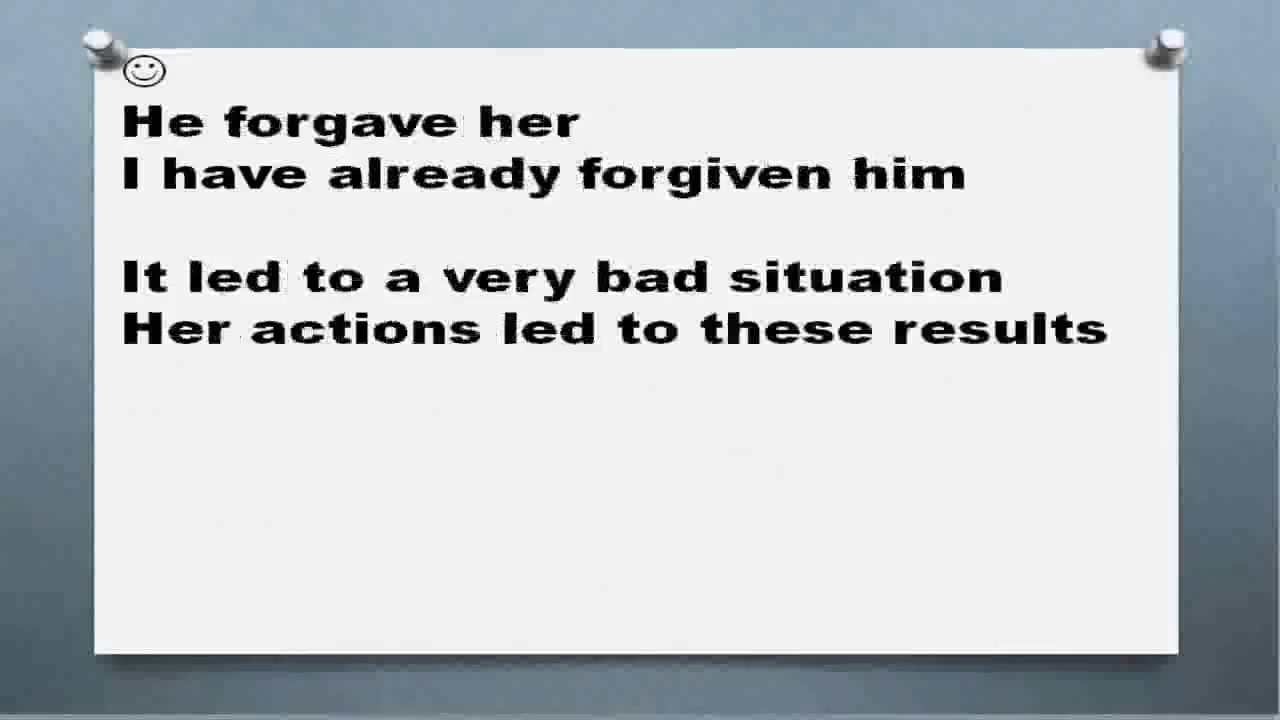 ☺
He forgave her
I have already forgiven him
It led to a very bad situation
Her actions led to these results